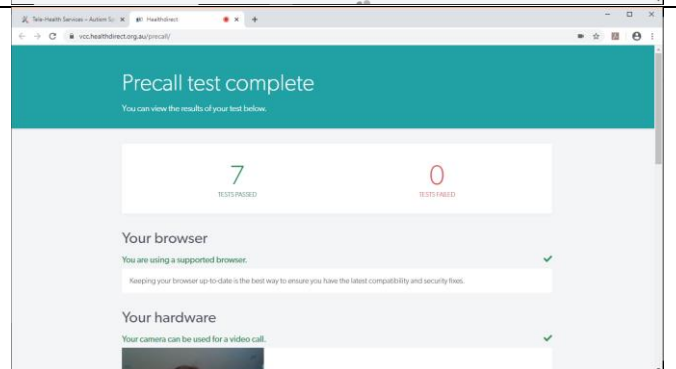 Tele-Health Services – Autism Sp
Healthdirect
vcc.healthdirect.org.au/precall/
Precall test complete
You can view the results of your test below.
7
0
TESTS PASSED
TESTS FAILED
Your browser
You are using a supported browser.
Keeping your browser up-to-date is the best way to ensure you have the latest compatibility and security fixes.
Your hardware
Your camera can be used for a video call.